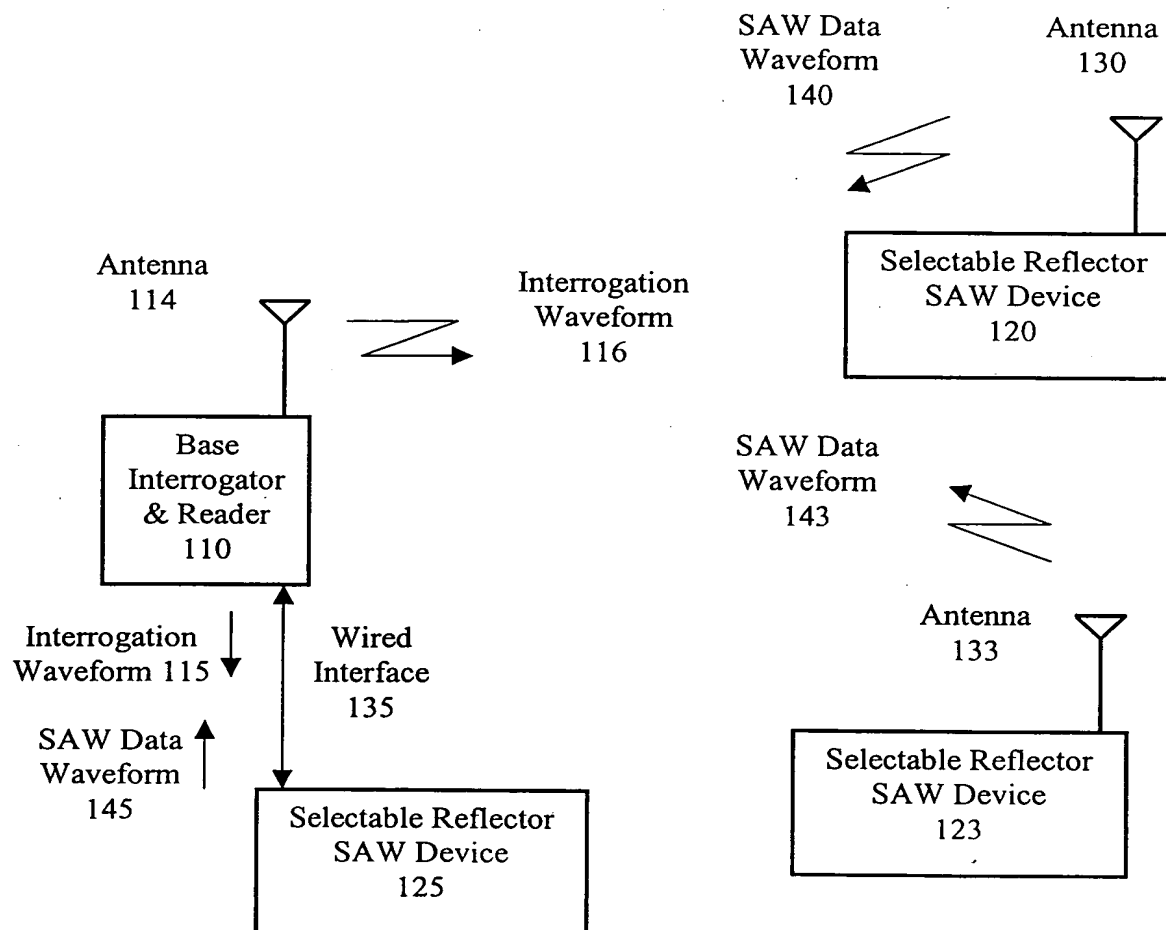 SAW Data
Waveform
140
Antenna
130
Selectable Reflector
SAW Device
120
Antenna
114
Interrogation
Waveform
116
Base
Interrogator
& Reader
110
SAW Data
Waveform
143
Antenna
133
Interrogation
Waveform 115
Wired
Interface
135
SAW Data
Waveform
145
Selectable Reflector
SAW Device
125
Selectable Reflector
SAW Device
123